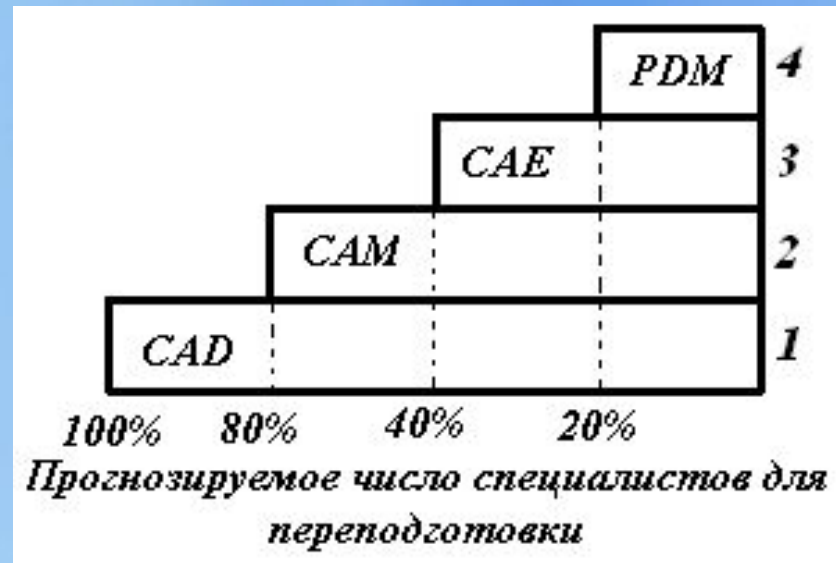 PDM 4
CAE 3
CAM 2
CAD 1
100% 80% 40% 20%
Прогнозируемое число специалистов для
переподготовки